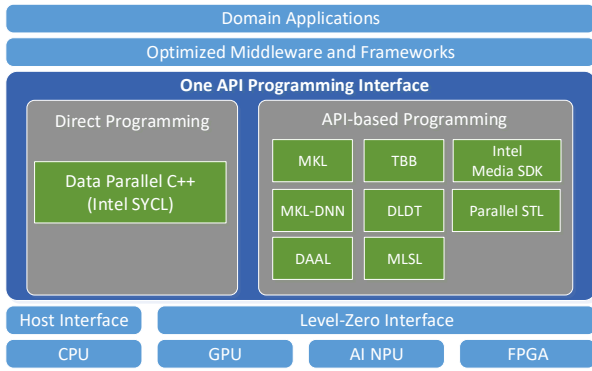 Domain Applications
Optimized Middleware and Frameworks
One API Programming Interface
Direct Programming
Data Parallel C++
(Intel SYCL)
API-based Programming
MKL
TBB
Intel
Media SDK
MKL-DNN
DLDT
Parallel STL
DAAL
MLSL
Host Interface
Level-Zero Interface
CPU
GPU
AI NPU
FPGA